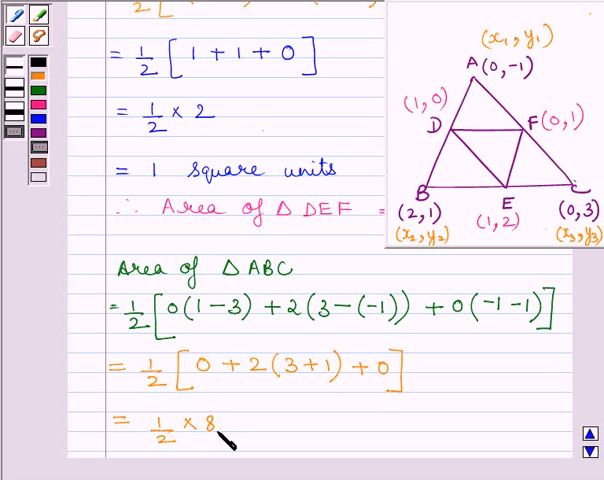 1/2 [
= 1/2 [ 1 + 1 + 0 ]
= 1/2 × 2
= 1 square units
∴ Area of △ DEF =
Area of △ ABC
= 1/2 [ 0(1-3) + 2(3-(-1)) + 0(-1-1) ]
= 1/2 [ 0 + 2(3+1) + 0 ]
= 1/2 × 8
(x₁, y₁)
A(0,-1)
(1,0)
D F(0,1)
B E C
(2,1) (1,2) (0,3)
(x₂, y₂) (x₃, y₃)